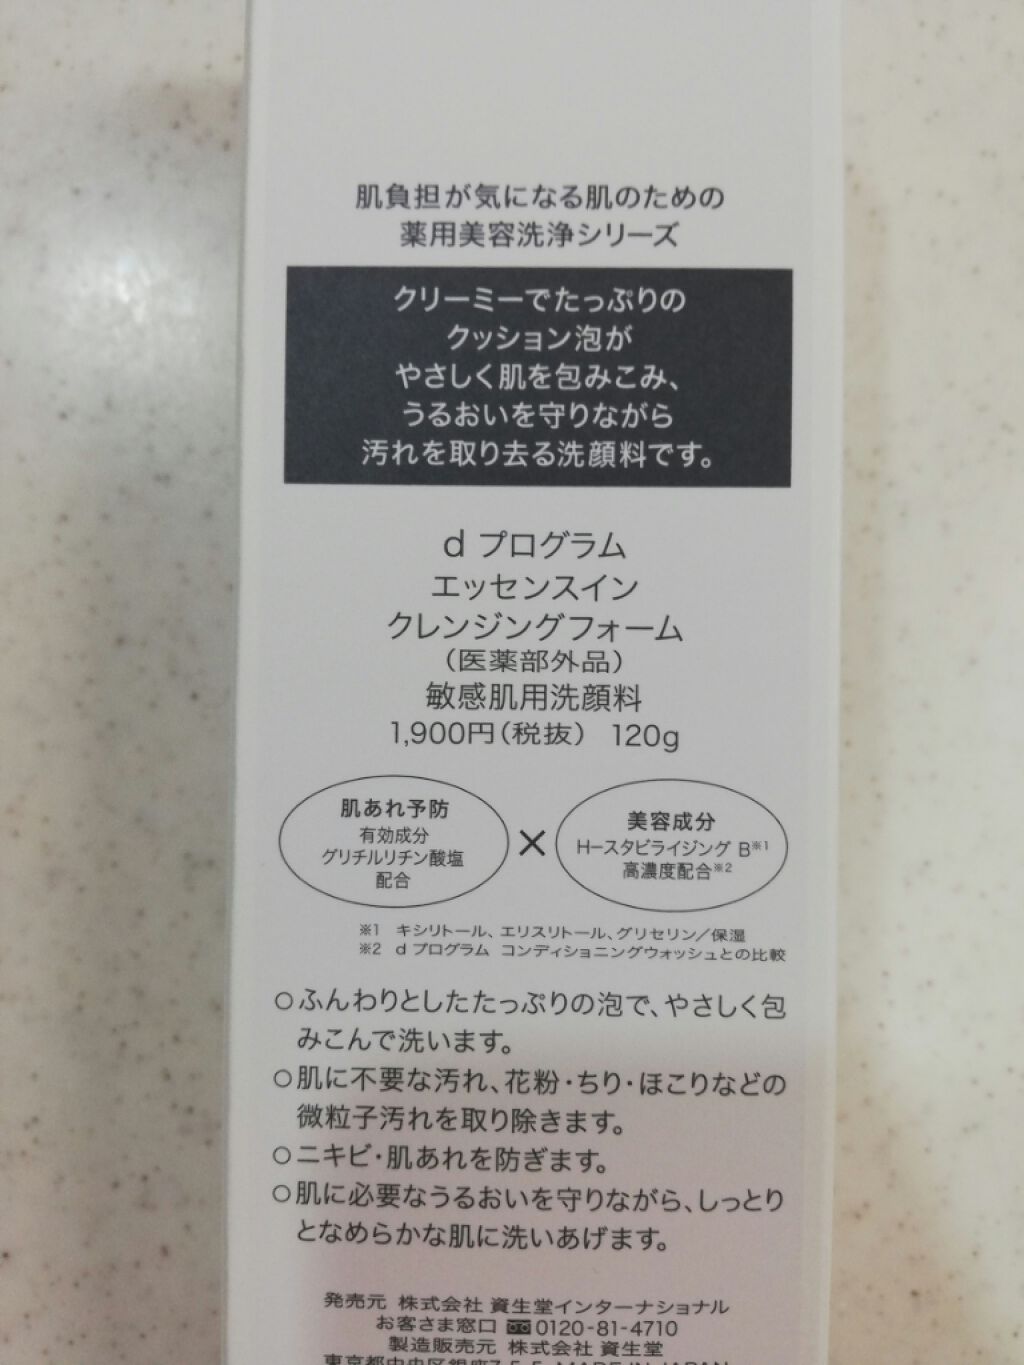 肌負担が気になる肌のための
薬用美容洗浄シリーズ
クリーミーでたっぷりの
クッション泡が
やさしく肌を包みこみ、
うるおいを守りながら
汚れを取り去る洗顔料です。
d プログラム
エッセンスイン
クレンジングフォーム
（医薬部外品）
敏感肌用洗顔料
1,900円（税抜） 120g
肌あれ予防
有効成分
グリチルリチン酸塩
配合
×
美容成分
H-スタビライジング B※1
高濃度配合※2
※1 キシリトール、エリスリトール、グリセリン／保湿
※2 d プログラム コンディショニングウォッシュとの比較
○ふんわりとしたたっぷりの泡で、やさしく包
みこんで洗います。
○肌に不要な汚れ、花粉・ちり・ほこりなどの
微粒子汚れを取り除きます。
○ニキビ・肌あれを防ぎます。
○肌に必要なうるおいを守りながら、しっとり
となめらかな肌に洗いあげます。
発売元 株式会社 資生堂インターナショナル
お客さま窓口 0120-81-4710
製造販売元 株式会社 資生堂
東京都中央区銀座7-5-5 MADE IN JAPAN